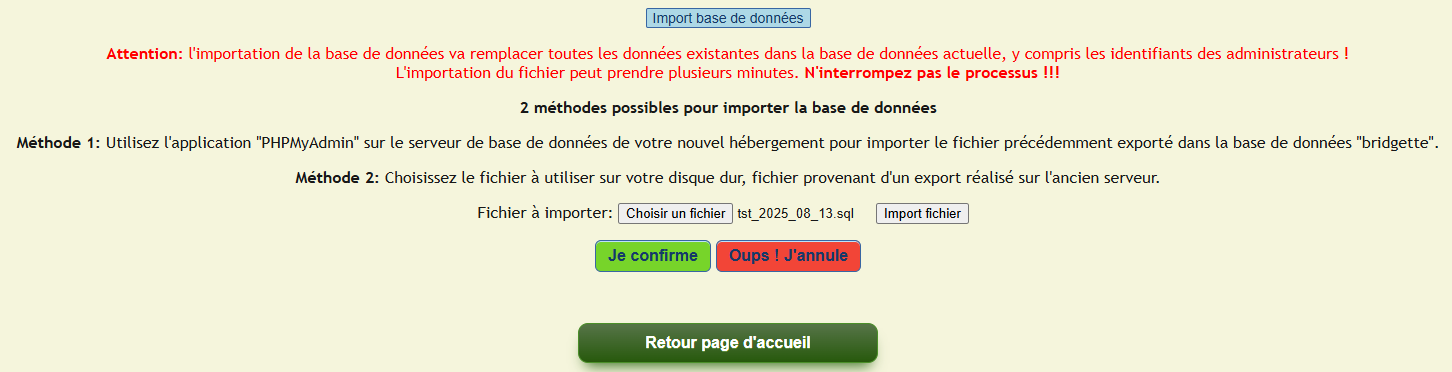 Import base de données
Attention: l'importation de la base de données va remplacer toutes les données existantes dans la base de données actuelle, y compris les identifiants des administrateurs !
L'importation du fichier peut prendre plusieurs minutes. N'interrompez pas le processus !!!
2 méthodes possibles pour importer la base de données
Méthode 1: Utilisez l'application "PHPMyAdmin" sur le serveur de base de données de votre nouvel hébergement pour importer le fichier précédemment exporté dans la base de données "bridgette".
Méthode 2: Choisissez le fichier à utiliser sur votre disque dur, fichier provenant d'un export réalisé sur l'ancien serveur.
Fichier à importer: Choisir un fichier tst_2025_08_13.sql Import fichier
Je confirme Oups ! J'annule
Retour page d'accueil